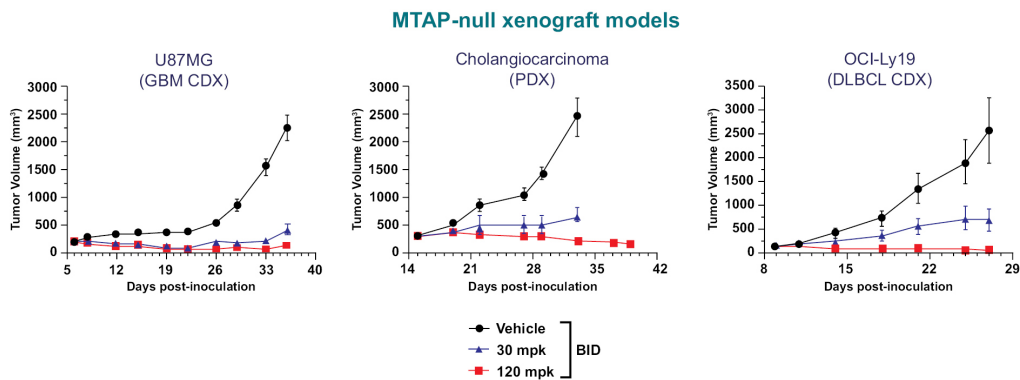 MTAP-null xenograft models
U87MG
(GBM CDX)
Tumor Volume (mm³)
3000
2500
2000
1500
1000
500
0
5 12 19 26 33 40
Days post-inoculation
Cholangiocarcinoma
(PDX)
Tumor Volume (mm³)
3000
2500
2000
1500
1000
500
0
14 21 28 35 42
Days post-inoculation
OCI-Ly19
(DLBCL CDX)
Tumor Volume (mm³)
3500
3000
2500
2000
1500
1000
500
0
8 15 22 29
Days post-inoculation
Vehicle
30 mpk
120 mpk
BID